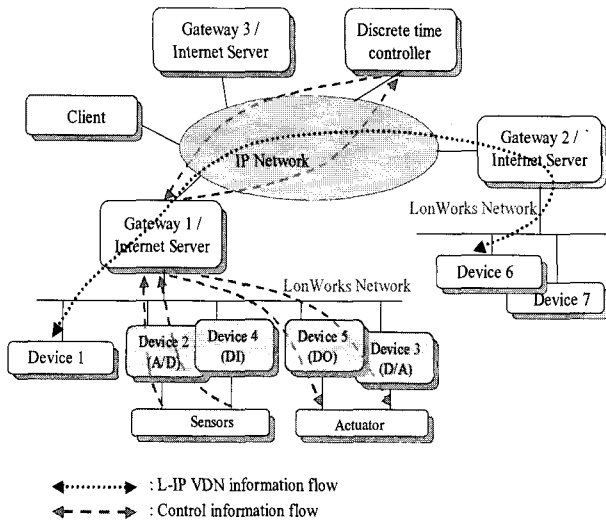 Gateway 3 /
Internet Server
Discrete time
controller
Client
IP Network
Gateway 2 /
Internet Server
LonWorks Network
Gateway 1 /
Internet Server
Device 6
Device 7
LonWorks Network
Device 1
Device 2
(A/D)
Device 4
(DI)
Device 5
(DO)
Device 3
(D/A)
Sensors
Actuator
: L-IP VDN information flow
: Control information flow